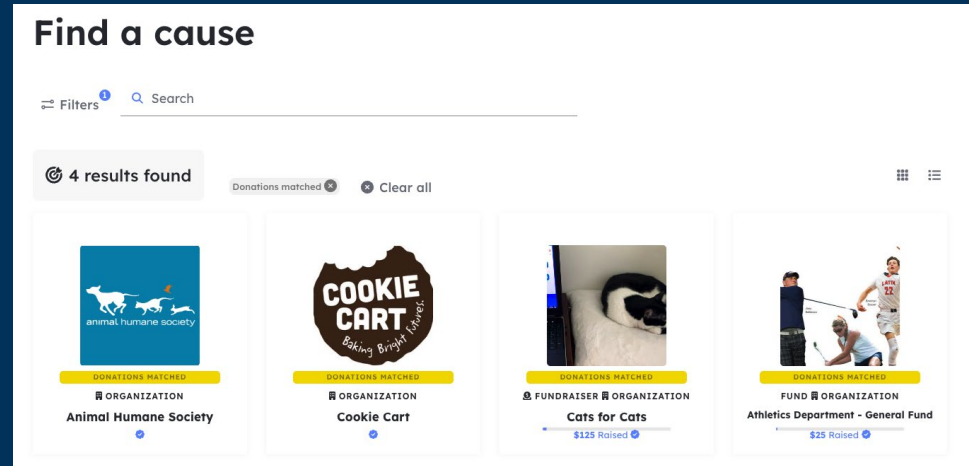 Find a cause
Filters 1 Search
4 results found Donations matched Clear all
animal humane society
COOKIE
CART
Baking Bright Futures.
LATIN
22
DONATIONS MATCHED DONATIONS MATCHED DONATIONS MATCHED DONATIONS MATCHED
ORGANIZATION ORGANIZATION FUNDRAISER ORGANIZATION FUND ORGANIZATION
Animal Humane Society Cookie Cart Cats for Cats Athletics Department - General Fund
$125 Raised $25 Raised